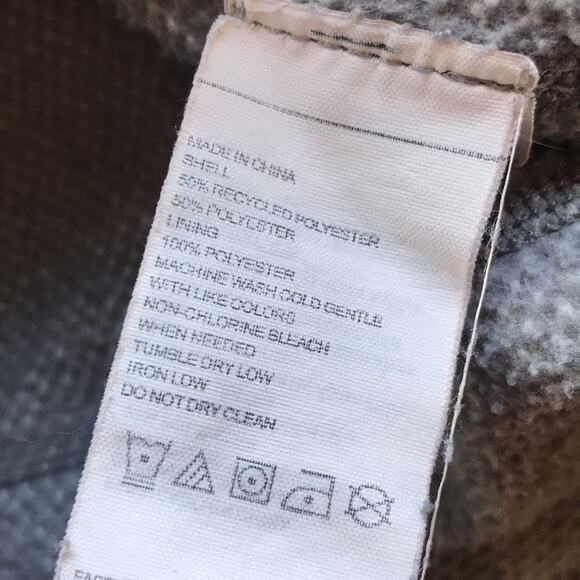 MADE IN CHINA
SHELL
50% RECYCLED POLYESTER
50% POLYESTER
LINING
100% POLYESTER
MACHINE WASH COLD GENTLE
WITH LIKE COLORS
NON-CHLORINE BLEACH
WHEN NEEDED
TUMBLE DRY LOW
IRON LOW
DO NOT DRY CLEAN